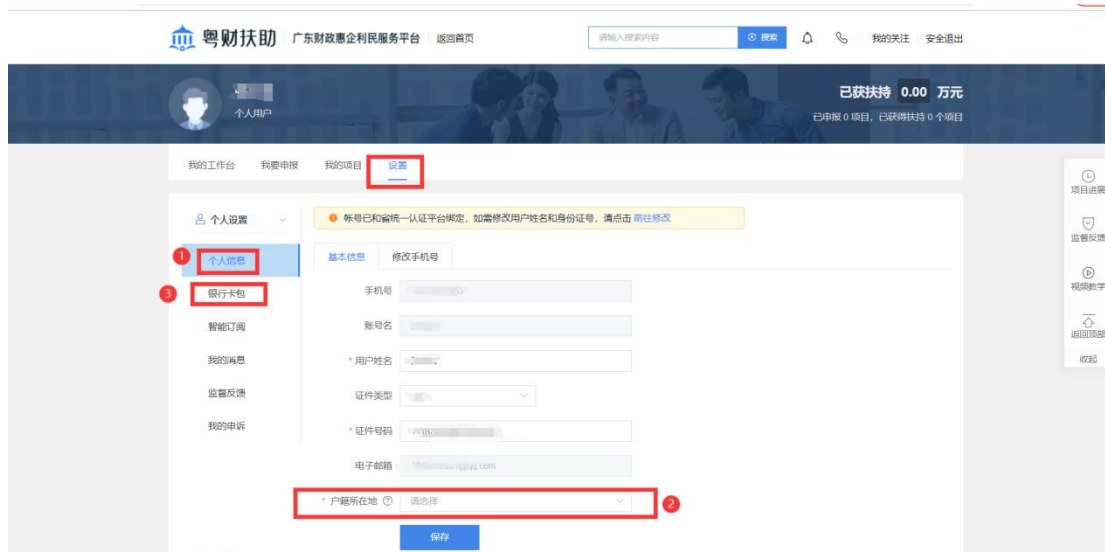 粤财扶助 广东财政惠企利民服务平台 返回首页 请输入搜索内容 搜索 我的关注 安全退出
已获扶持 0.00 万元
个人用户
已申报 0 项目，已获得扶持 0 个项目
我的工作台 我要申报 我的项目 设置
项目进展
监督反馈
视频教学
返回顶部
收起
个人设置
帐号已和省统一认证平台绑定，如需修改用户姓名和身份证号，请点击 前往修改
1 个人信息
基本信息 修改手机号
3 银行卡包
手机号
智能订阅
账号名
我的消息
* 用户姓名
监督反馈
证件类型
我的申诉
* 证件号码
电子邮箱
* 户籍所在地 ? 请选择 2
保存